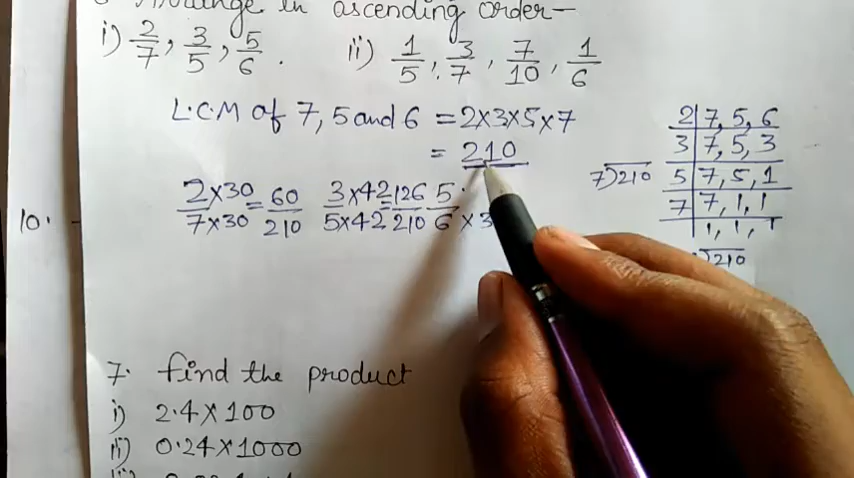 in ascending order—
i) 2/7, 3/5, 5/6. ii) 1/5, 3/7, 7/10, 1/6
L.C.M of 7, 5 and 6 = 2×3×5×7
= 210
2×30/7×30 = 60/210 3×42/5×42 = 126/210 5/6 ×3
10.
7)210
2 | 7, 5, 6
3 | 7, 5, 3
5 | 7, 5, 1
7 | 7, 1, 1
1, 1, 1
)210
7. find the product
i) 2.4×100
ii) 0.24×1000